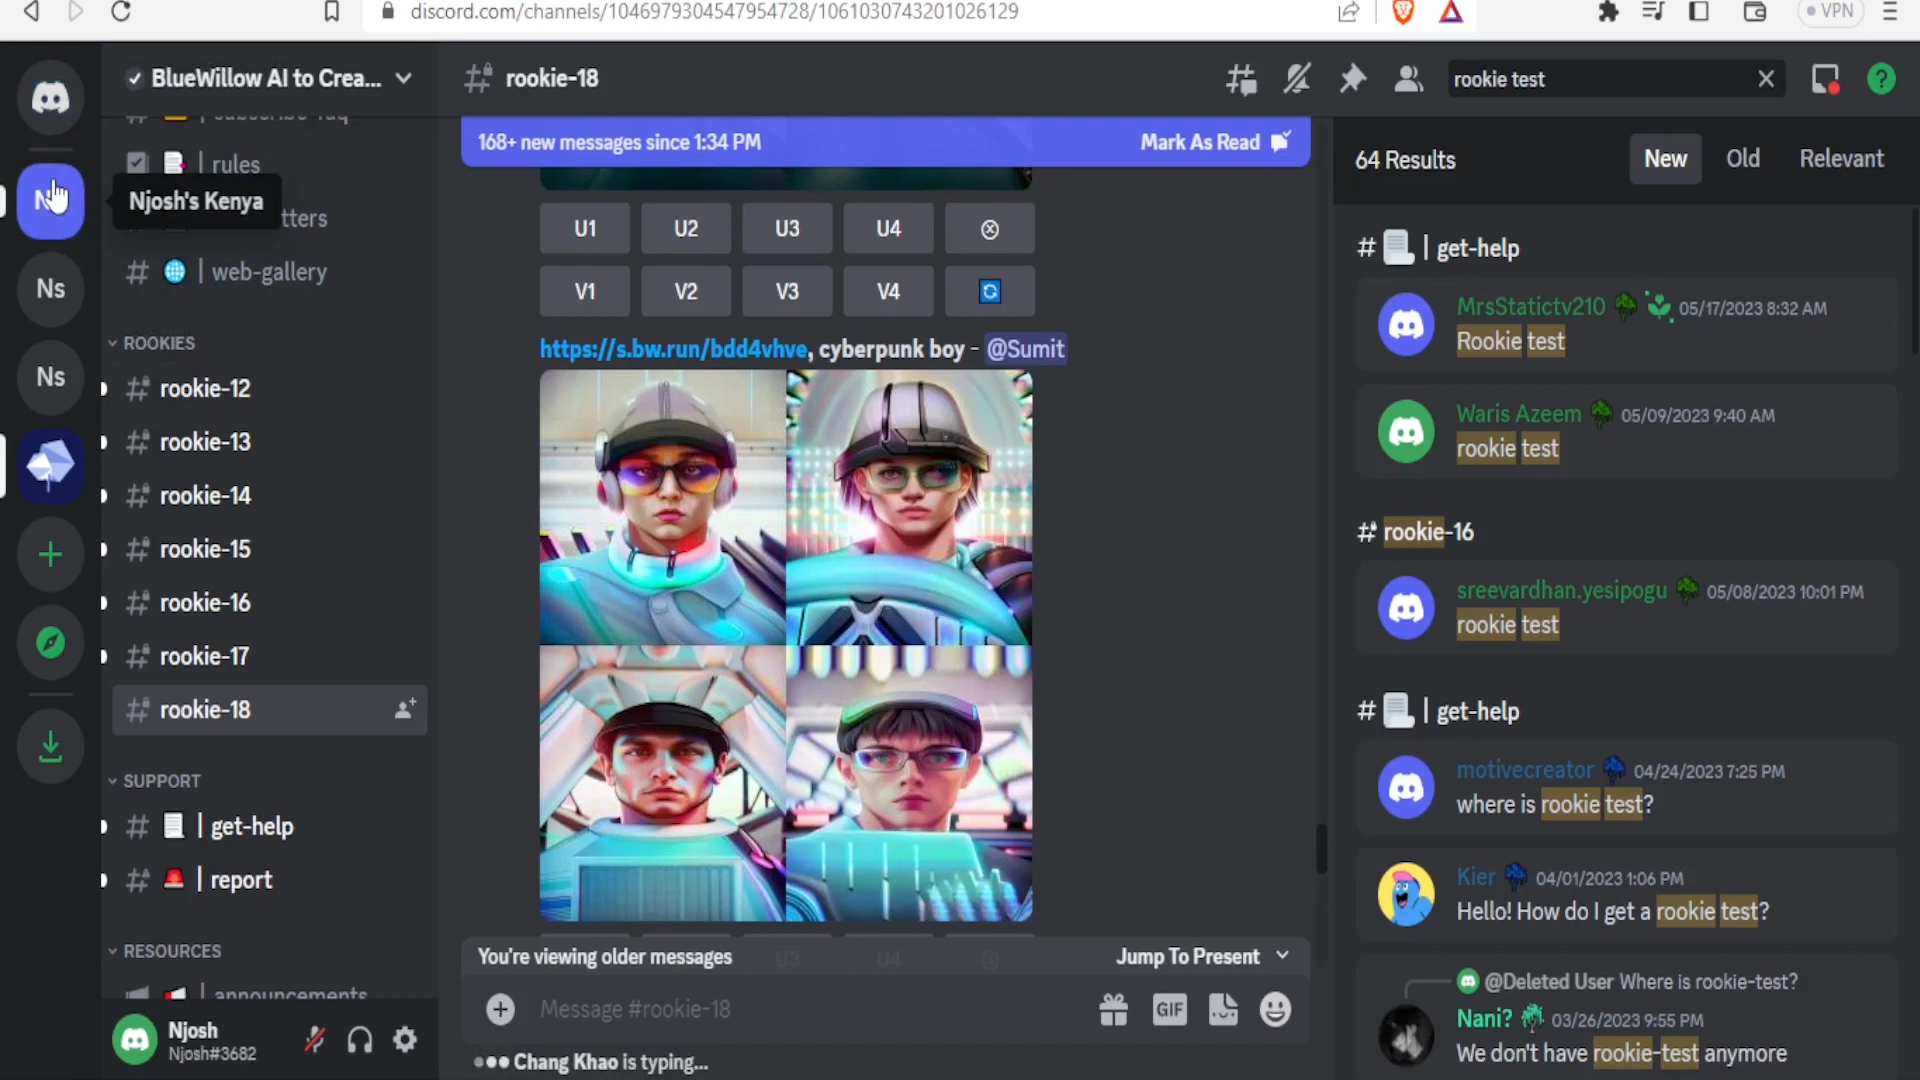 discord.com/channels/1046979304547954728/1061030743201026129
VPN
BlueWillow AI to Crea...
rules
Njosh's Kenya
tters
# | web-gallery
Ns
Ns
ROOKIES
rookie-12
rookie-13
rookie-14
rookie-15
rookie-16
rookie-17
rookie-18
SUPPORT
# | get-help
| report
RESOURCES
| announcements
Njosh
Njosh#3682
rookie-18
168+ new messages since 1:34 PM
Mark As Read
U1 U2 U3 U4
V1 V2 V3 V4
https://s.bw.run/bdd4vhve, cyberpunk boy - @Sumit
U3 U4
You're viewing older messages
Jump To Present
Message #rookie-18
GIF
Chang Khao is typing...
rookie test
64 Results
New Old Relevant
# | get-help
MrsStatictv210 05/17/2023 8:32 AM
Rookie test
Waris Azeem 05/09/2023 9:40 AM
rookie test
# rookie-16
sreevardhan.yesipogu 05/08/2023 10:01 PM
rookie test
# | get-help
motivecreator 04/24/2023 7:25 PM
where is rookie test?
Kier 04/01/2023 1:06 PM
Hello! How do I get a rookie test?
@Deleted User Where is rookie-test?
Nani? 03/26/2023 9:55 PM
We don't have rookie-test anymore